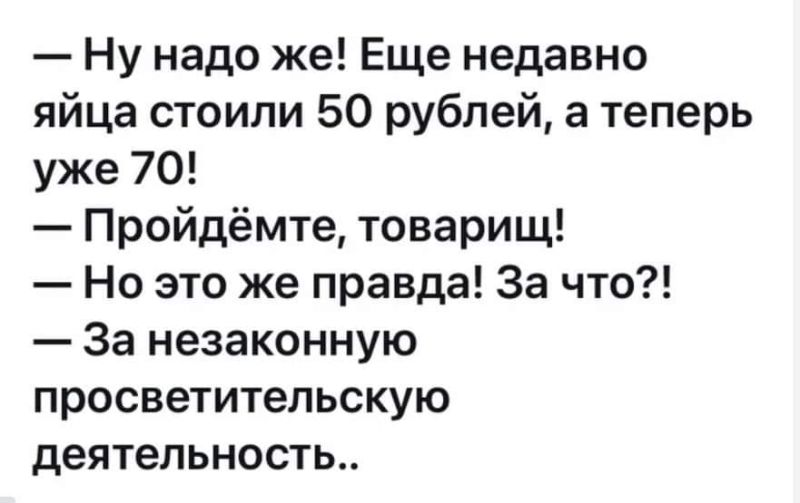 — Ну надо же! Еще недавно
яйца стоили 50 рублей, а теперь
уже 70!
— Пройдёмте, товарищ!
— Но это же правда! За что?!
— За незаконную
просветительскую
деятельность..